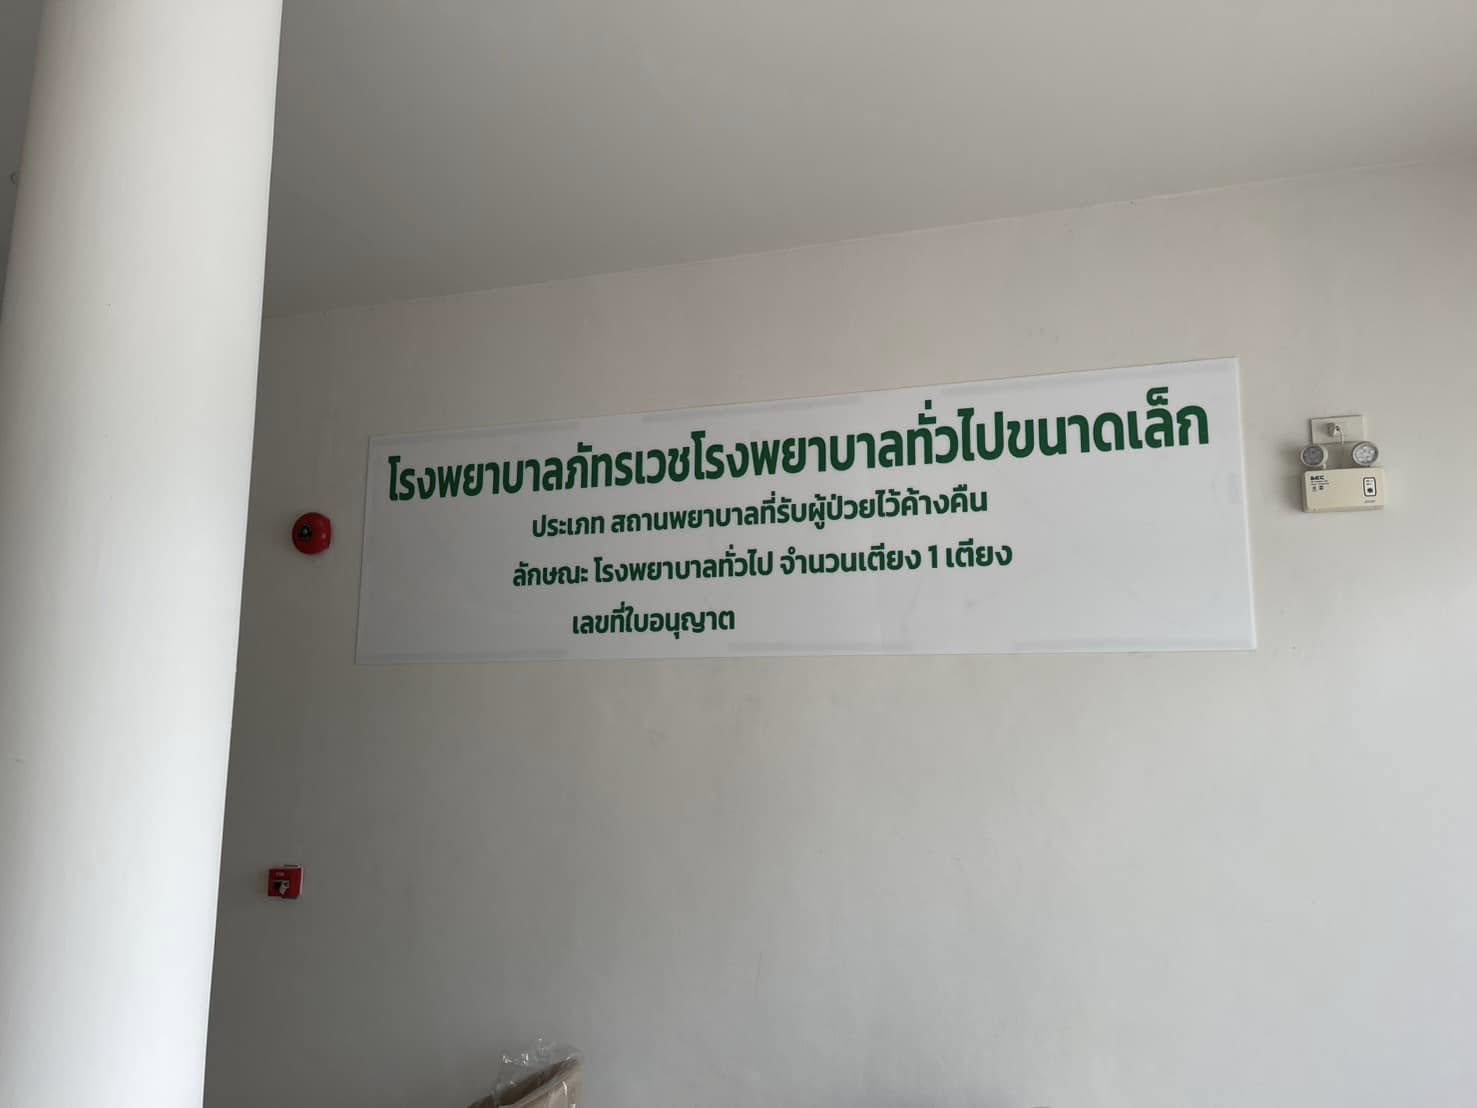 โรงพยาบาลภัทรเวชโรงพยาบาลทั่วไปขนาดเล็ก
ประเภท สถานพยาบาลที่รับผู้ป่วยไว้ค้างคืน
ลักษณะ โรงพยาบาลทั่วไป จำนวนเตียง 1 เตียง
เลขที่ใบอนุญาต